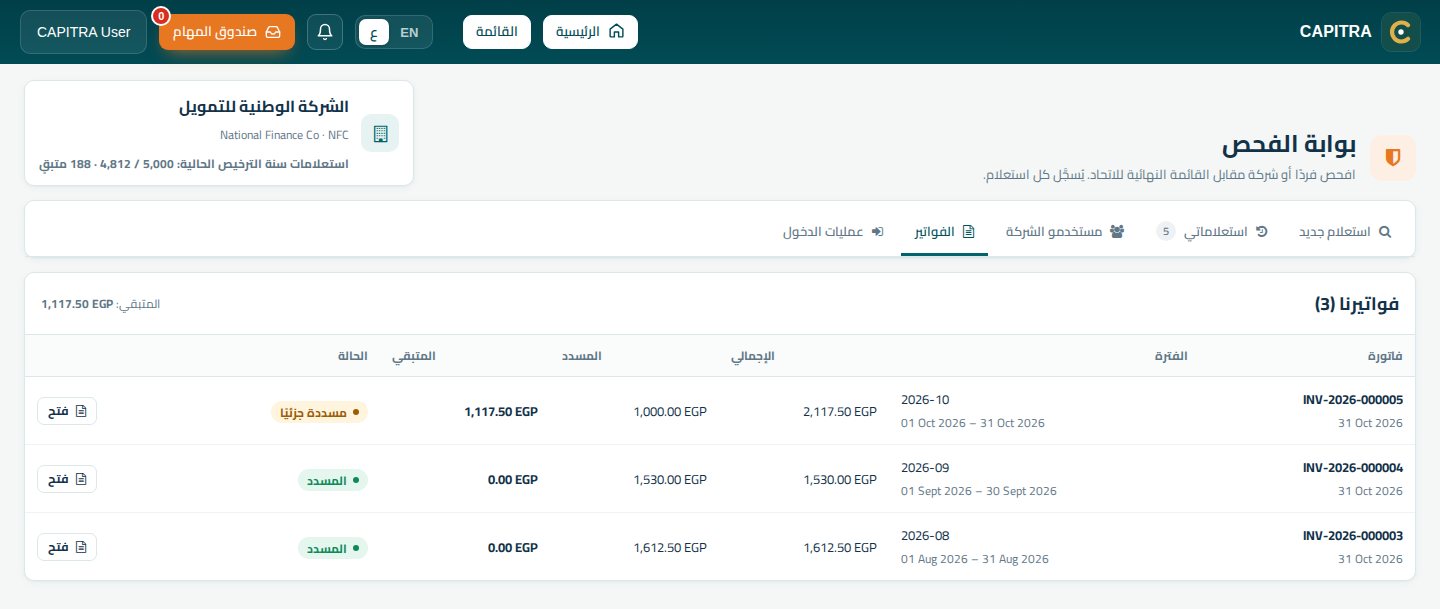 CAPITRA
الرئيسية
القائمة
EN
ع
صندوق المهام
0
CAPITRA User
بوابة الفحص
افحص فردًا أو شركة مقابل القائمة النهائية للاتحاد. يُسجَّل كل استعلام.
الشركة الوطنية للتمويل
National Finance Co · NFC
استعلامات سنة الترخيص الحالية: 5,000 / 4,812 · 188 متبقٍ
استعلام جديد
استعلاماتي 5
مستخدمو الشركة
الفواتير
عمليات الدخول
فواتيرنا (3)
المتبقي: 1,117.50 EGP
فاتورة الفترة الإجمالي المسدد المتبقي الحالة
INV-2026-000005 2026-10 2,117.50 EGP 1,000.00 EGP 1,117.50 EGP مسددة جزئيًا فتح
31 Oct 2026 01 Oct 2026 – 31 Oct 2026
INV-2026-000004 2026-09 1,530.00 EGP 1,530.00 EGP 0.00 EGP المسدد فتح
31 Oct 2026 01 Sept 2026 – 30 Sept 2026
INV-2026-000003 2026-08 1,612.50 EGP 1,612.50 EGP 0.00 EGP المسدد فتح
31 Oct 2026 01 Aug 2026 – 31 Aug 2026